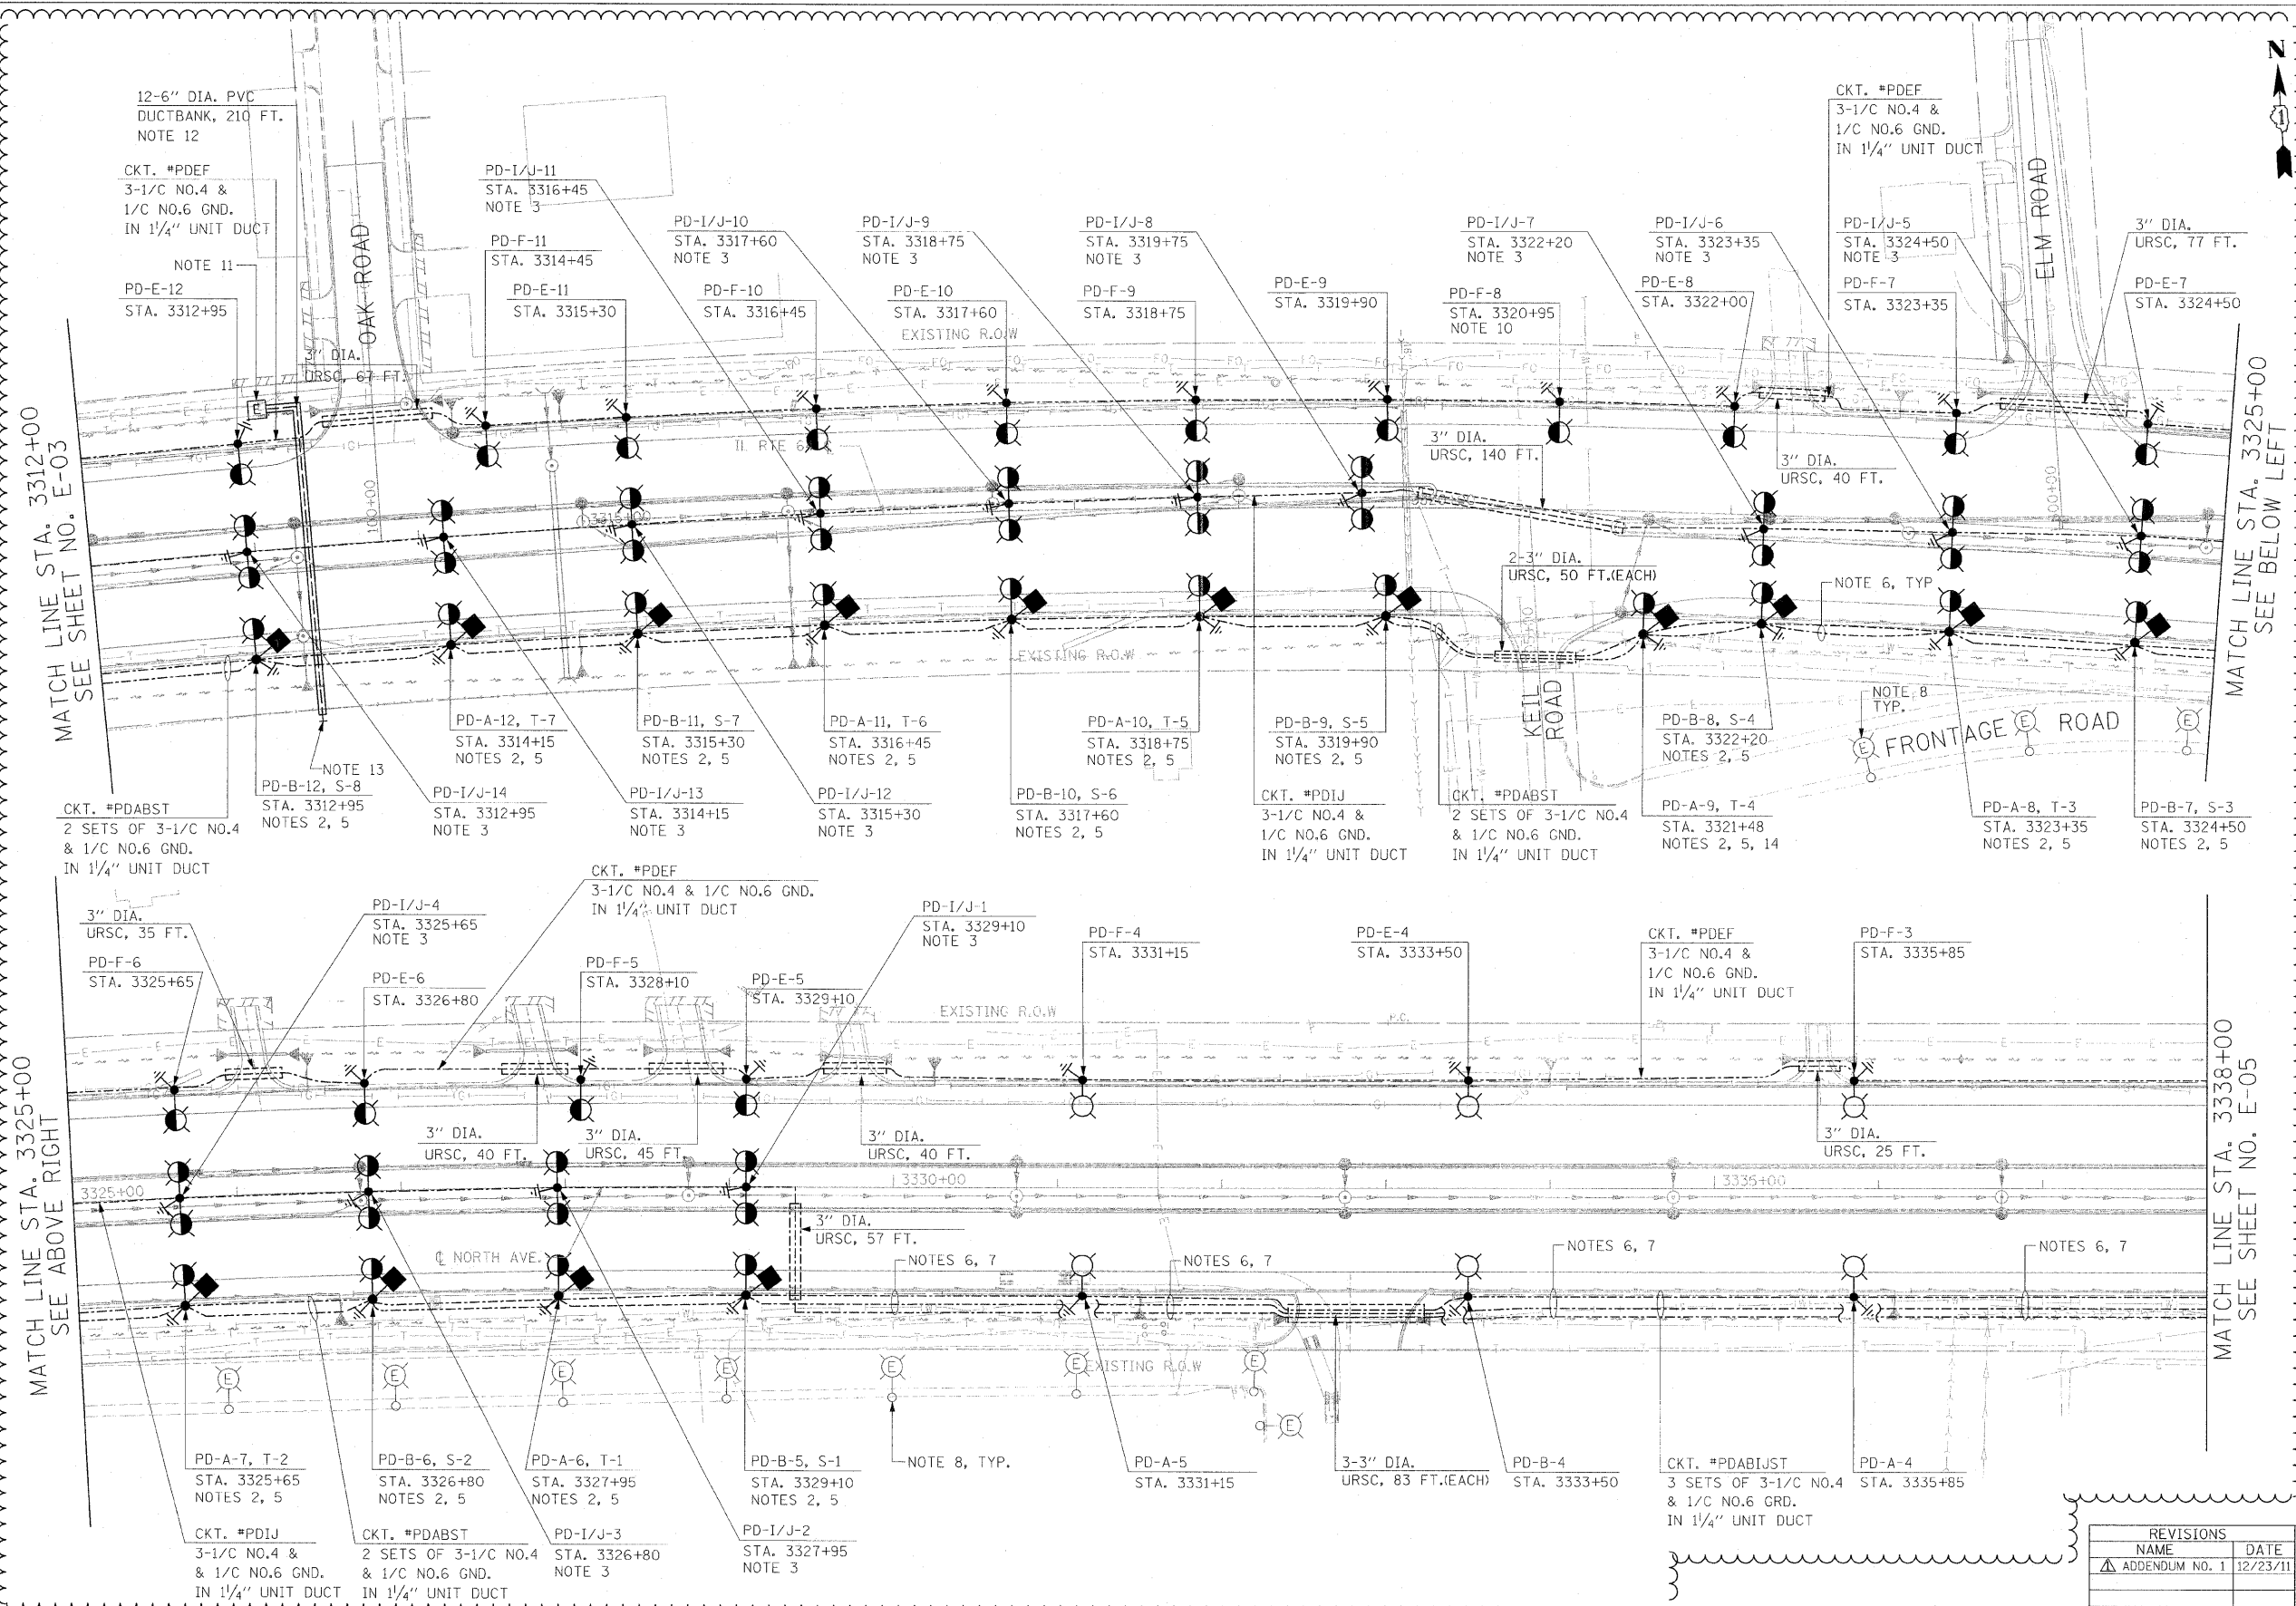 N
12-6" DIA. PVC
DUCTBANK, 210 FT.
NOTE 12
CKT. #PDEF
3-1/C NO.4 &
1/C NO.6 GND.
IN 1¼" UNIT DUCT
NOTE 11
PD-E-12
STA. 3312+95
3" DIA.
URSC, 67 FT.
OAK ROAD
PD-I/J-11
STA. 3316+45
NOTE 3
PD-F-11
STA. 3314+45
PD-E-11
STA. 3315+30
PD-I/J-10
STA. 3317+60
NOTE 3
PD-F-10
STA. 3316+45
PD-I/J-9
STA. 3318+75
NOTE 3
PD-E-10
STA. 3317+60
EXISTING R.O.W
PD-I/J-8
STA. 3319+75
NOTE 3
PD-F-9
STA. 3318+75
PD-E-9
STA. 3319+90
PD-I/J-7
STA. 3322+20
NOTE 3
PD-F-8
STA. 3320+95
NOTE 10
PD-I/J-6
STA. 3323+35
NOTE 3
PD-E-8
STA. 3322+00
CKT. #PDEF
3-1/C NO.4 &
1/C NO.6 GND.
IN 1¼" UNIT DUCT
PD-I/J-5
STA. 3324+50
NOTE 3
PD-F-7
STA. 3323+35
ELM ROAD
3" DIA.
URSC, 77 FT.
PD-E-7
STA. 3324+50
MATCH LINE STA. 3312+00
SEE SHEET NO. E-03
MATCH LINE STA. 3325+00
SEE BELOW LEFT
3" DIA.
URSC, 140 FT.
3" DIA.
URSC, 40 FT.
2-3" DIA.
URSC, 50 FT.(EACH)
NOTE 6, TYP
EXISTING R.O.W
KEIL
ROAD
NOTE 8
TYP.
FRONTAGE ROAD
NOTE 13
CKT. #PDABST
2 SETS OF 3-1/C NO.4
& 1/C NO.6 GND.
IN 1¼" UNIT DUCT
PD-B-12, S-8
STA. 3312+95
NOTES 2, 5
PD-A-12, T-7
STA. 3314+15
NOTES 2, 5
PD-I/J-14
STA. 3312+95
NOTE 3
PD-B-11, S-7
STA. 3315+30
NOTES 2, 5
PD-I/J-13
STA. 3314+15
NOTE 3
PD-A-11, T-6
STA. 3316+45
NOTES 2, 5
PD-I/J-12
STA. 3315+30
NOTE 3
PD-B-10, S-6
STA. 3317+60
NOTES 2, 5
PD-A-10, T-5
STA. 3318+75
NOTES 2, 5
PD-B-9, S-5
STA. 3319+90
NOTES 2, 5
CKT. #PDIJ
3-1/C NO.4 &
1/C NO.6 GND.
IN 1¼" UNIT DUCT
CKT. #PDABST
2 SETS OF 3-1/C NO.4
& 1/C NO.6 GND.
IN 1¼" UNIT DUCT
PD-B-8, S-4
STA. 3322+20
NOTES 2, 5
PD-A-9, T-4
STA. 3321+48
NOTES 2, 5, 14
PD-A-8, T-3
STA. 3323+35
NOTES 2, 5
PD-B-7, S-3
STA. 3324+50
NOTES 2, 5
3" DIA.
URSC, 35 FT.
PD-F-6
STA. 3325+65
PD-I/J-4
STA. 3325+65
NOTE 3
PD-E-6
STA. 3326+80
CKT. #PDEF
3-1/C NO.4 & 1/C NO.6 GND.
IN 1¼" UNIT DUCT
PD-F-5
STA. 3328+10
PD-E-5
STA. 3329+10
PD-I/J-1
STA. 3329+10
NOTE 3
EXISTING R.O.W
PD-F-4
STA. 3331+15
PD-E-4
STA. 3333+50
CKT. #PDEF
3-1/C NO.4 &
1/C NO.6 GND.
IN 1¼" UNIT DUCT
PD-F-3
STA. 3335+85
MATCH LINE STA. 3325+00
SEE ABOVE RIGHT
MATCH LINE STA. 3338+00
SEE SHEET NO. E-05
3" DIA.
URSC, 40 FT.
3" DIA.
URSC, 45 FT.
3" DIA.
URSC, 40 FT.
3" DIA.
URSC, 25 FT.
3325+00
3330+00
3335+00
3" DIA.
URSC, 57 FT.
℄ NORTH AVE.
NOTES 6, 7
NOTES 6, 7
NOTES 6, 7
NOTES 6, 7
EXISTING R.O.W
PD-A-7, T-2
STA. 3325+65
NOTES 2, 5
PD-B-6, S-2
STA. 3326+80
NOTES 2, 5
PD-A-6, T-1
STA. 3327+95
NOTES 2, 5
PD-B-5, S-1
STA. 3329+10
NOTES 2, 5
NOTE 8, TYP.
PD-A-5
STA. 3331+15
3-3" DIA.
URSC, 83 FT.(EACH)
PD-B-4
STA. 3333+50
CKT. #PDABIJST
3 SETS OF 3-1/C NO.4
& 1/C NO.6 GRD.
IN 1¼" UNIT DUCT
PD-A-4
STA. 3335+85
CKT. #PDIJ
3-1/C NO.4 &
& 1/C NO.6 GND.
IN 1¼" UNIT DUCT
CKT. #PDABST
2 SETS OF 3-1/C NO.4
& 1/C NO.6 GND.
IN 1¼" UNIT DUCT
PD-I/J-3
STA. 3326+80
NOTE 3
PD-I/J-2
STA. 3327+95
NOTE 3
REVISIONS
NAME DATE
1 ADDENDUM NO. 1 12/23/11